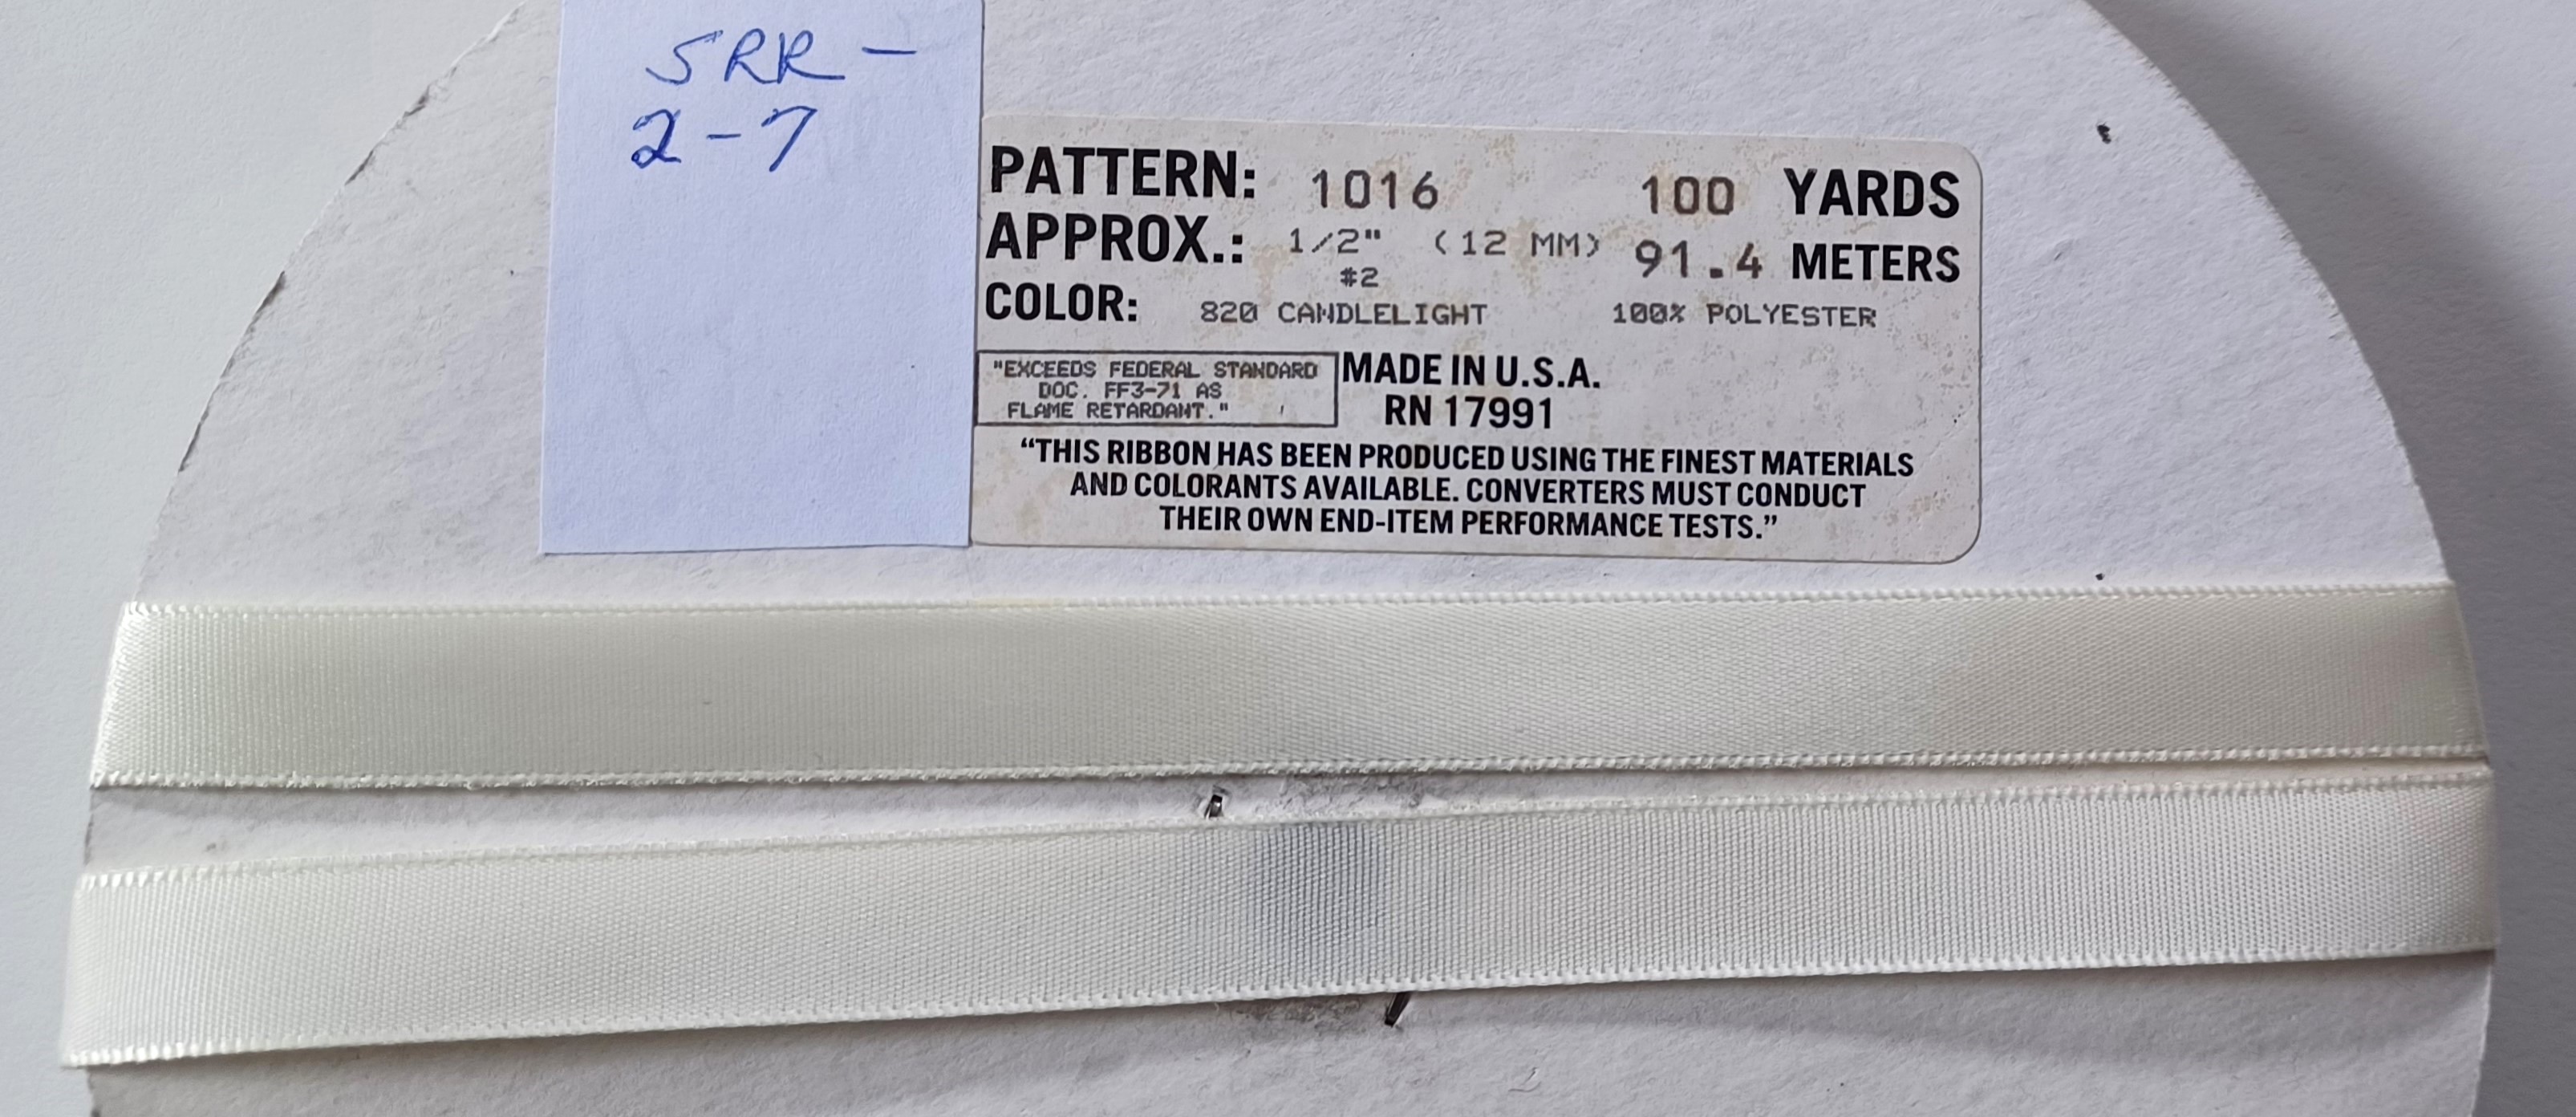 SRR -
2-7
PATTERN: 1016 100 YARDS
APPROX.: 1/2" (12 MM) 91.4 METERS
#2
COLOR: 820 CANDLELIGHT 100% POLYESTER
"EXCEEDS FEDERAL STANDARD
DOC. FF3-71 AS
FLAME RETARDANT."
MADE IN U.S.A.
RN 17991
“THIS RIBBON HAS BEEN PRODUCED USING THE FINEST MATERIALS
AND COLORANTS AVAILABLE. CONVERTERS MUST CONDUCT
THEIR OWN END-ITEM PERFORMANCE TESTS.”